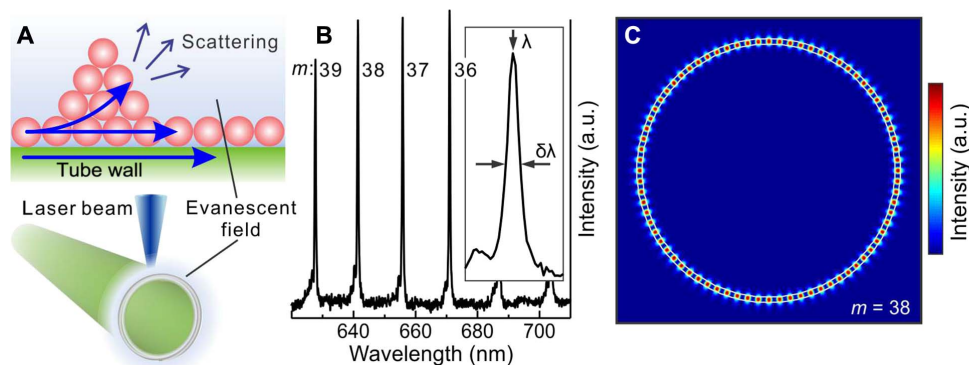 A
Scattering
Tube wall
Laser beam
Evanescent
field
B
m: 39 38 37 36
λ
δλ
640 660 680 700
Wavelength (nm)
Intensity (a.u.)
C
m = 38
Intensity (a.u.)